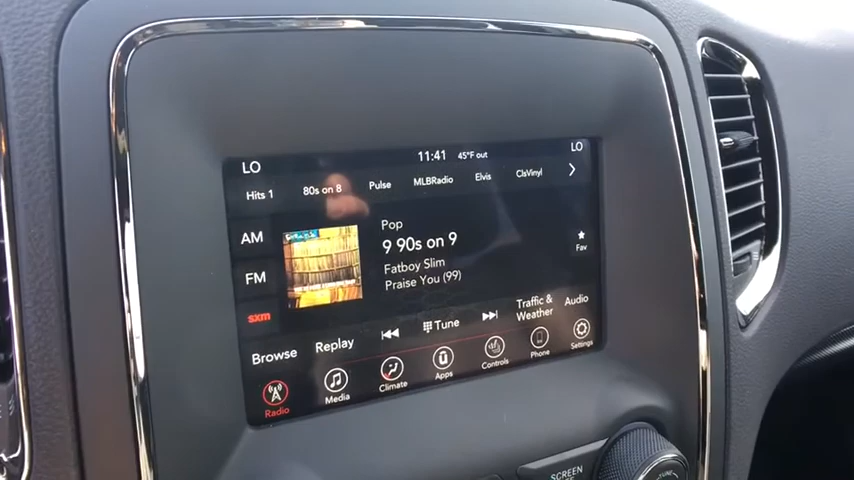 LO 11:41 45°F out LO
Hits 1 80s on 8 Pulse MLBRadio Elvis ClsVinyl
AM
FM
sxm
Pop
9 90s on 9
Fatboy Slim
Praise You (99)
Fav
Browse Replay Tune Traffic & Weather Audio
Radio Media Climate Apps Controls Phone Settings
SCREEN
TUNE